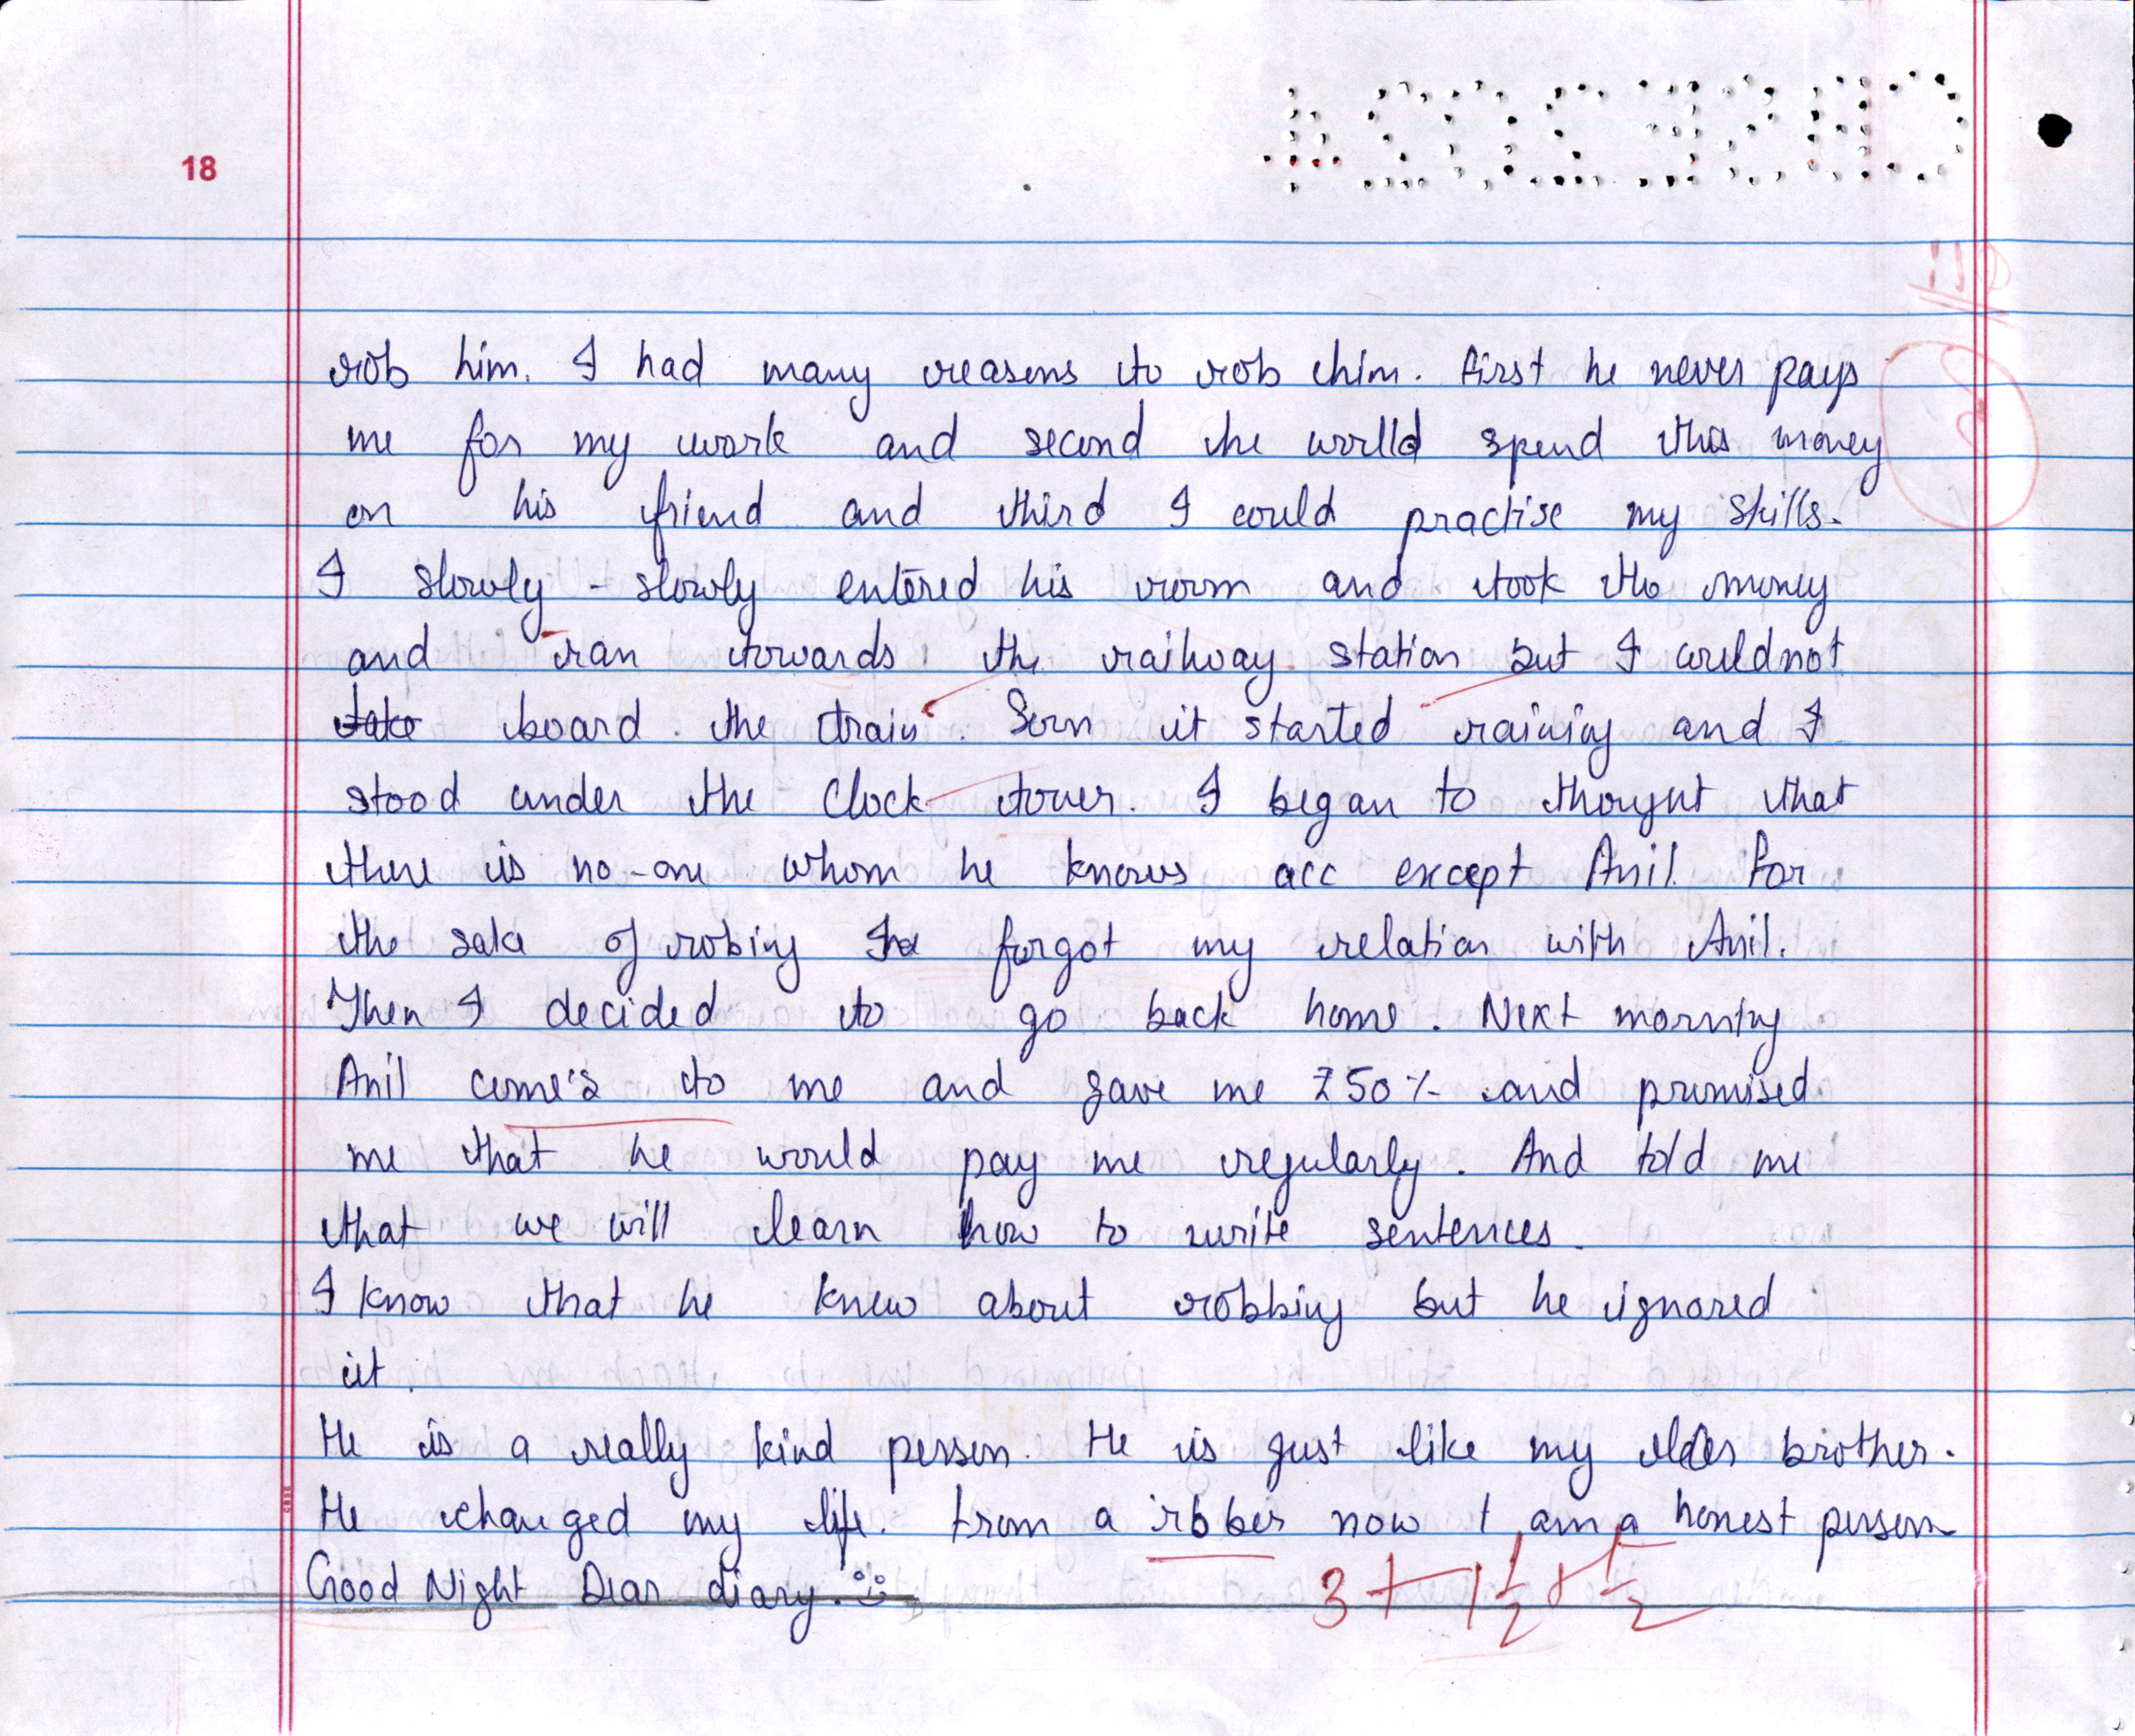 18
rob him. I had many reasons to rob him. first he never pays
me for my work and second he would spend this money
on his friend and third I could practise my skills.
I slowly - slowly entered his room and took the money
and ran towards the railway station but I couldnot
take board the train. Soon it started raining and I
stood under the Clock tower. I began to thought that
there is no-one whom he knows acc except Anil. for
the sake of robing I forgot my relation with Anil.
Then I decided to go back home. Next morning
Anil come's to me and gave me ₹50/- and promised
me that he would pay me regularly. And told me
that we will learn how to write sentences.
I know that he knew about robbing but he ignored
it.
He is a really kind person. He is just like my elder brother.
He changed my life. from a robber now I am a honest person
Good Night Dear diary.
3+1½+½